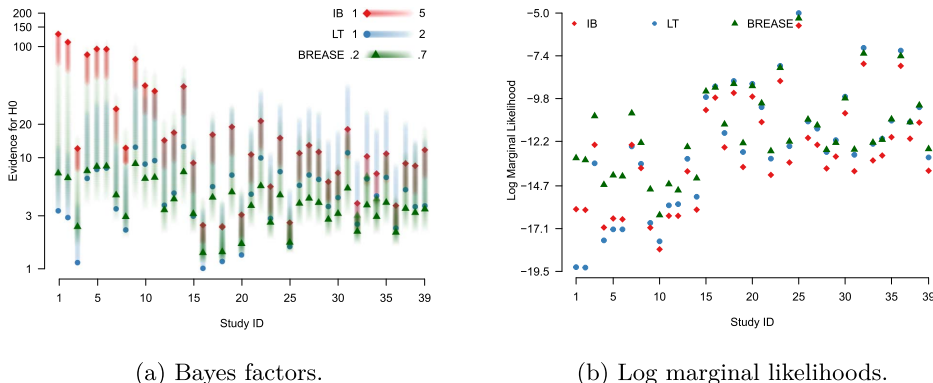 200
150
100
20
10
3
1
Evidence for H0
IB 1 5
LT 1 2
BREASE .2 .7
1 5 10 15 20 25 30 35 39
Study ID
(a) Bayes factors.
−5.0
−7.4
−9.8
−12.2
−14.7
−17.1
−19.5
Log Marginal Likelihood
IB LT BREASE
1 5 10 15 20 25 30 35 39
Study ID
(b) Log marginal likelihoods.